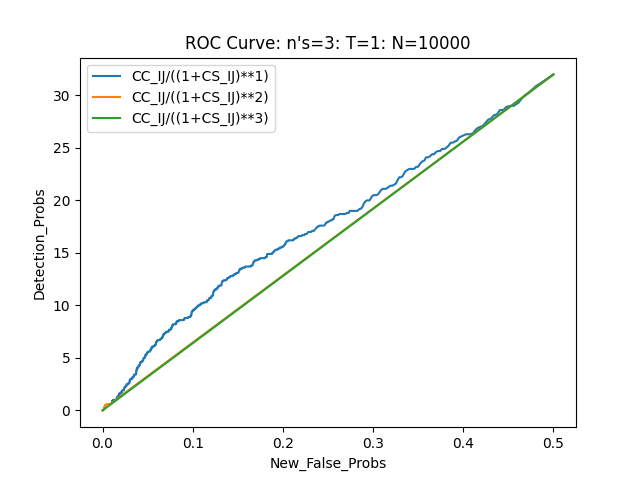 ROC Curve: n's=3: T=1: N=10000
CC_IJ/((1+CS_IJ)**1)
CC_IJ/((1+CS_IJ)**2)
CC_IJ/((1+CS_IJ)**3)
Detection_Probs
30
25
20
15
10
5
0
0.0 0.1 0.2 0.3 0.4 0.5
New_False_Probs